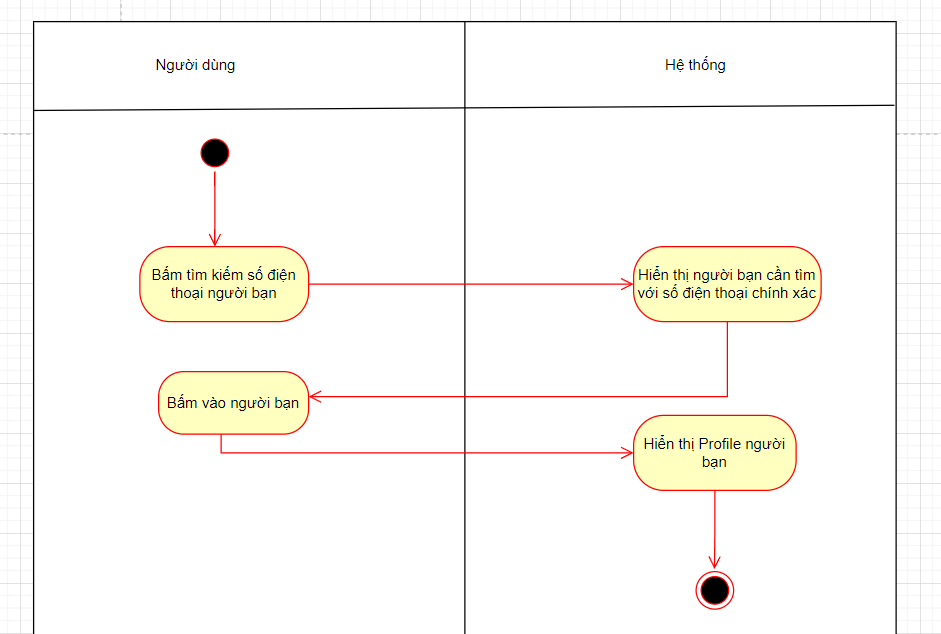 Người dùng
Hệ thống
Bấm tìm kiếm số điện
thoại người bạn
Hiển thị người bạn cần tìm
với số điện thoại chính xác
Bấm vào người bạn
Hiển thị Profile người
bạn